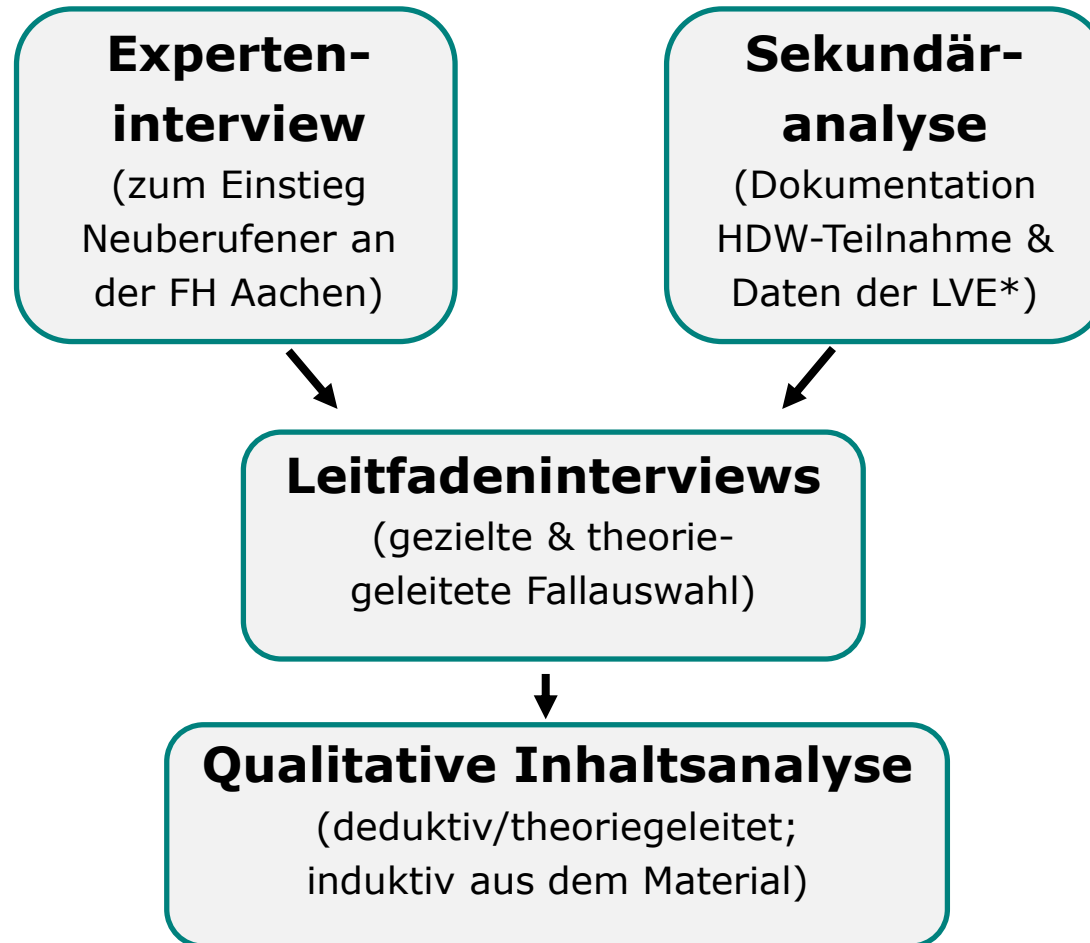 Experten-
interview
(zum Einstieg
Neuberufener an
der FH Aachen)
Sekundär-
analyse
(Dokumentation
HDW-Teilnahme &
Daten der LVE*)
Leitfadeninterviews
(gezielte & theorie-
geleitete Fallauswahl)
Qualitative Inhaltsanalyse
(deduktiv/theoriegeleitet;
induktiv aus dem Material)